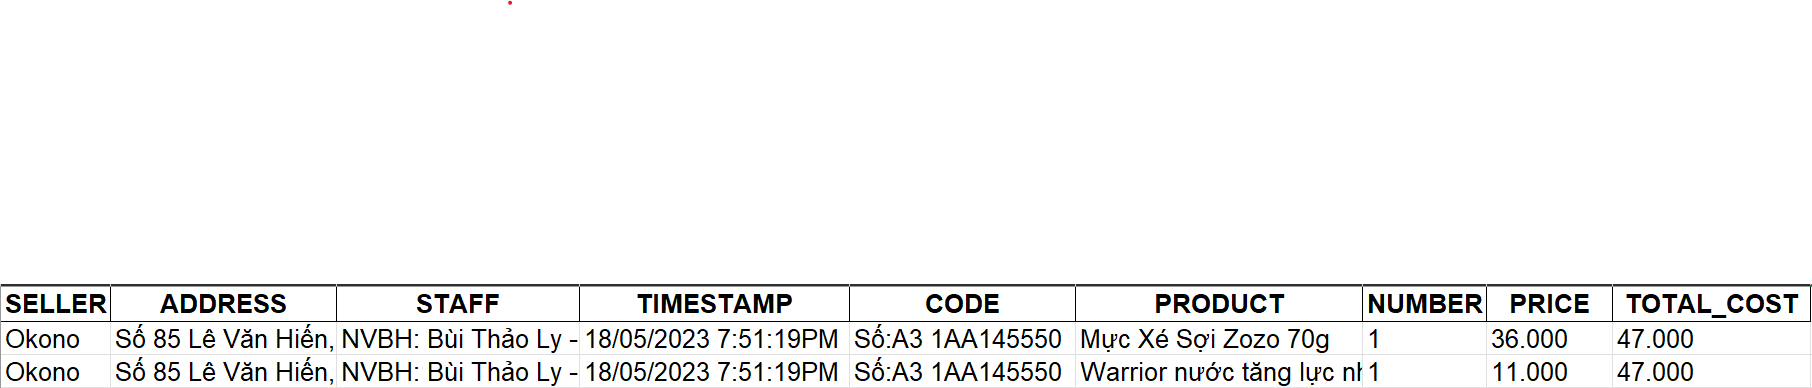 SELLER ADDRESS STAFF TIMESTAMP CODE PRODUCT NUMBER PRICE TOTAL_COST
Okono Số 85 Lê Văn Hiến, NVBH: Bùi Thảo Ly - 18/05/2023 7:51:19PM Số:A3 1AA145550 Mực Xé Sợi Zozo 70g 1 36.000 47.000
Okono Số 85 Lê Văn Hiến, NVBH: Bùi Thảo Ly - 18/05/2023 7:51:19PM Số:A3 1AA145550 Warrior nước tăng lực 1 11.000 47.000